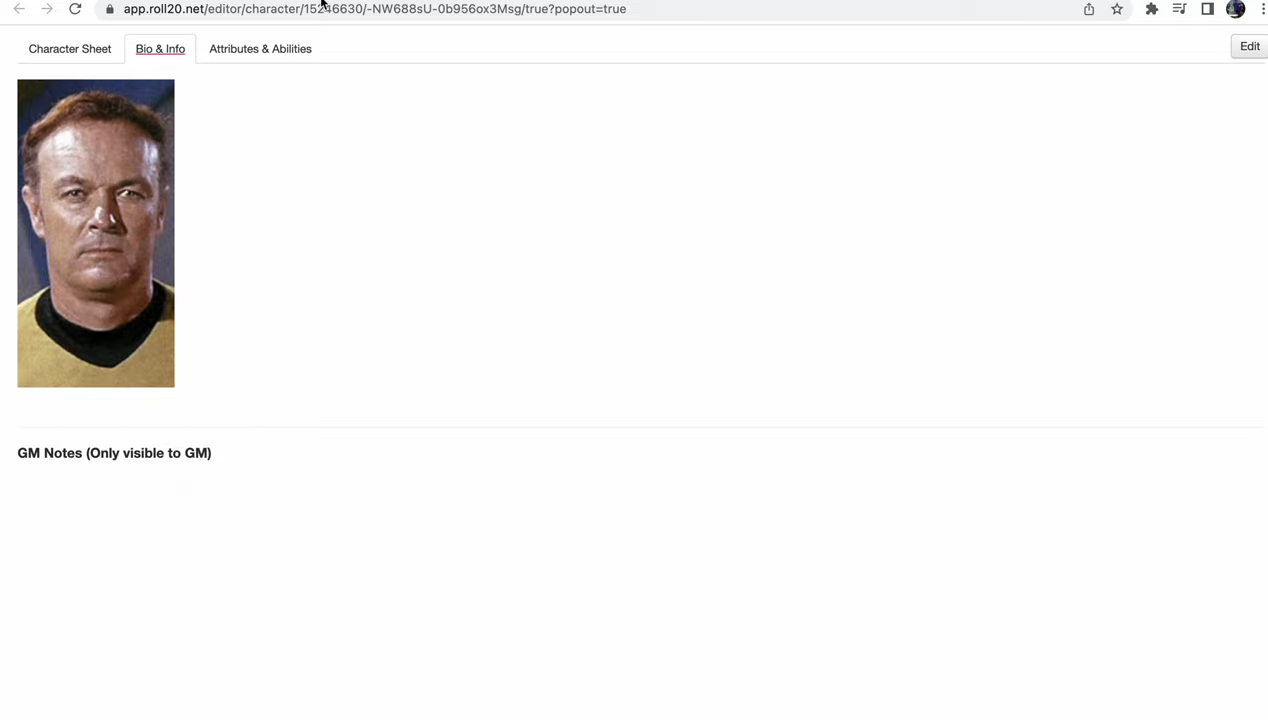 app.roll20.net/editor/character/15246630/-NW688sU-0b956ox3Msg/true?popout=true
Character Sheet
Bio & Info
Attributes & Abilities
Edit
GM Notes (Only visible to GM)